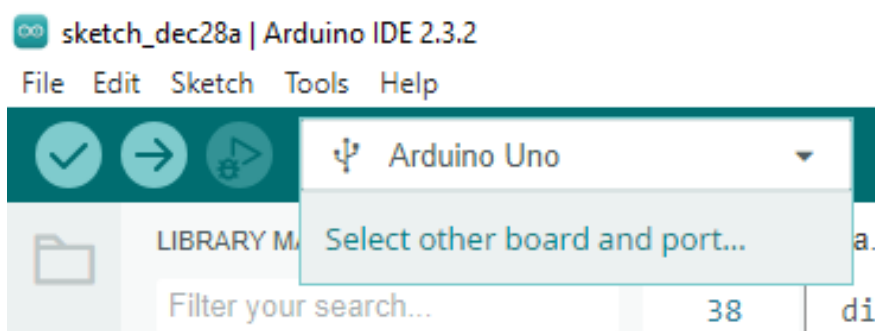 sketch_dec28a | Arduino IDE 2.3.2
File Edit Sketch Tools Help
Arduino Uno
LIBRARY MA
Select other board and port...
a.
Filter your search...
38
di